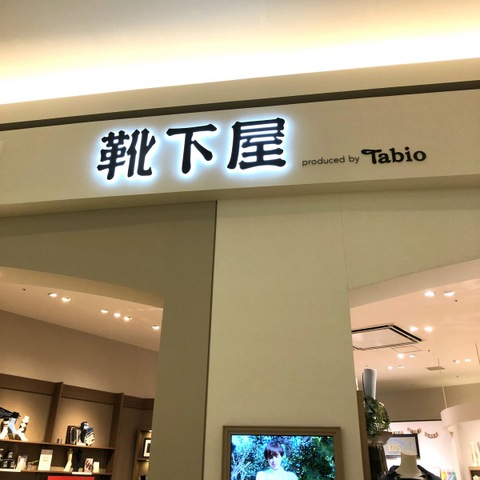 靴下屋 produced by Tabio